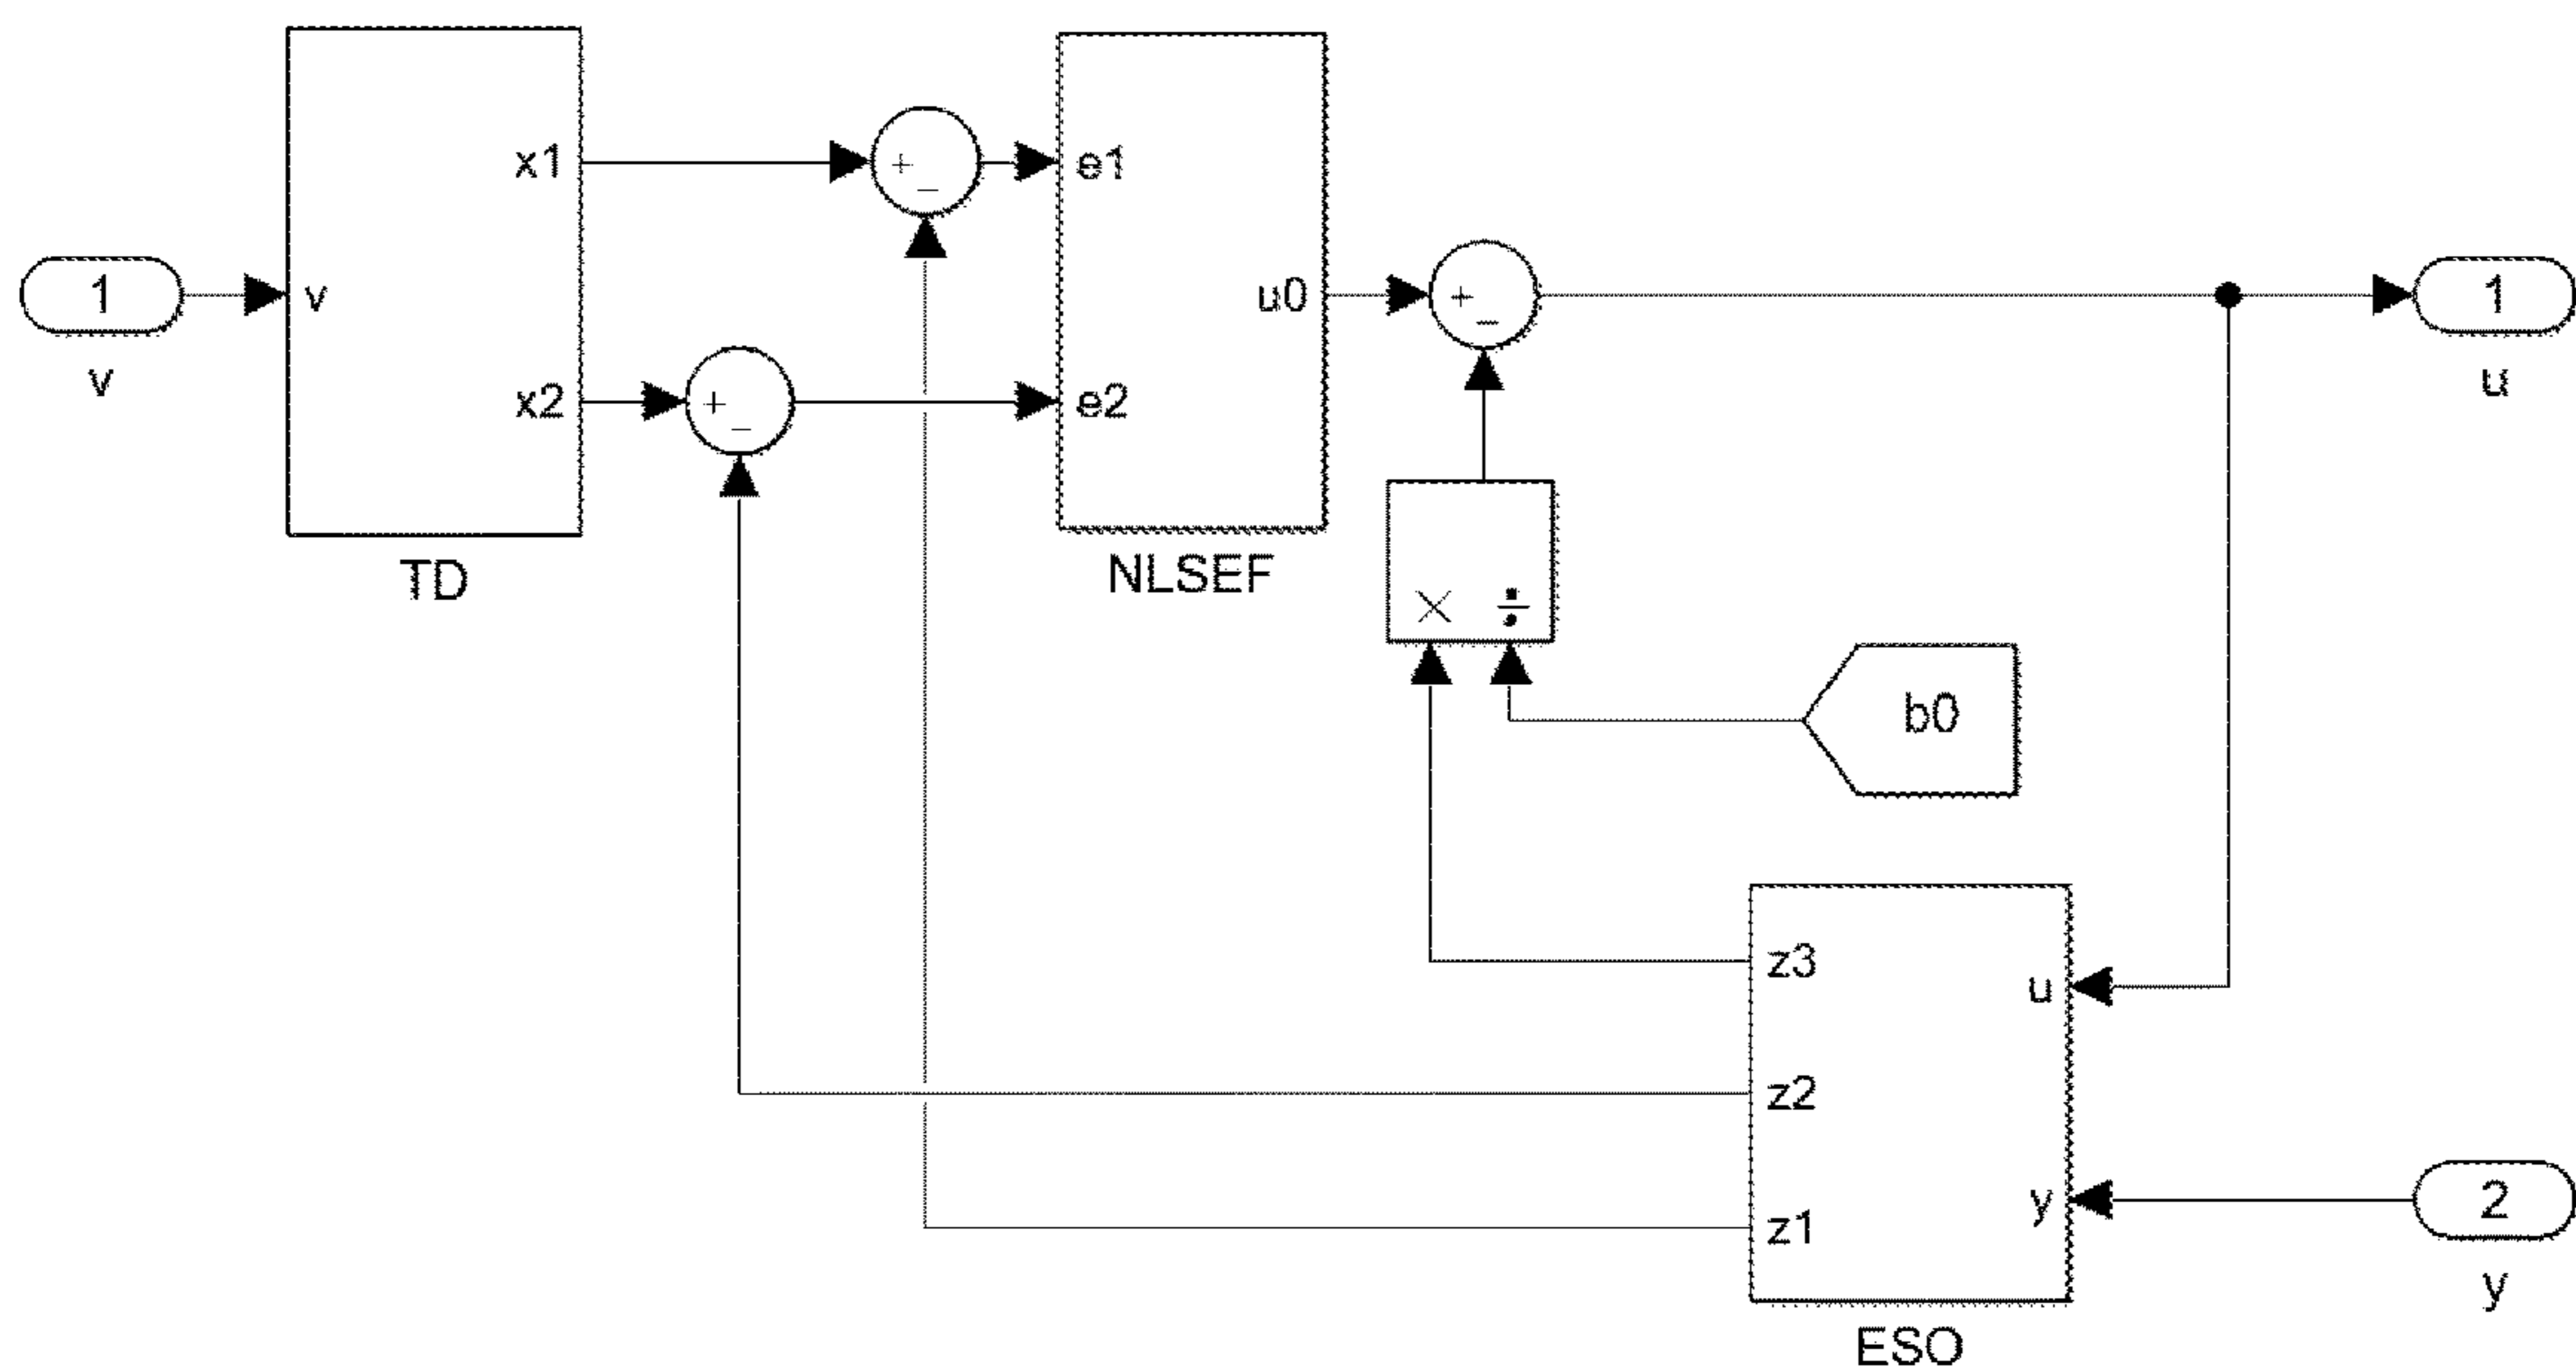 x1
+
−
e1
1
v
v
u0
+
−
1
u
x2
+
−
e2
TD
NLSEF
× ÷
b0
z3
u
z2
y
2
y
z1
ESO